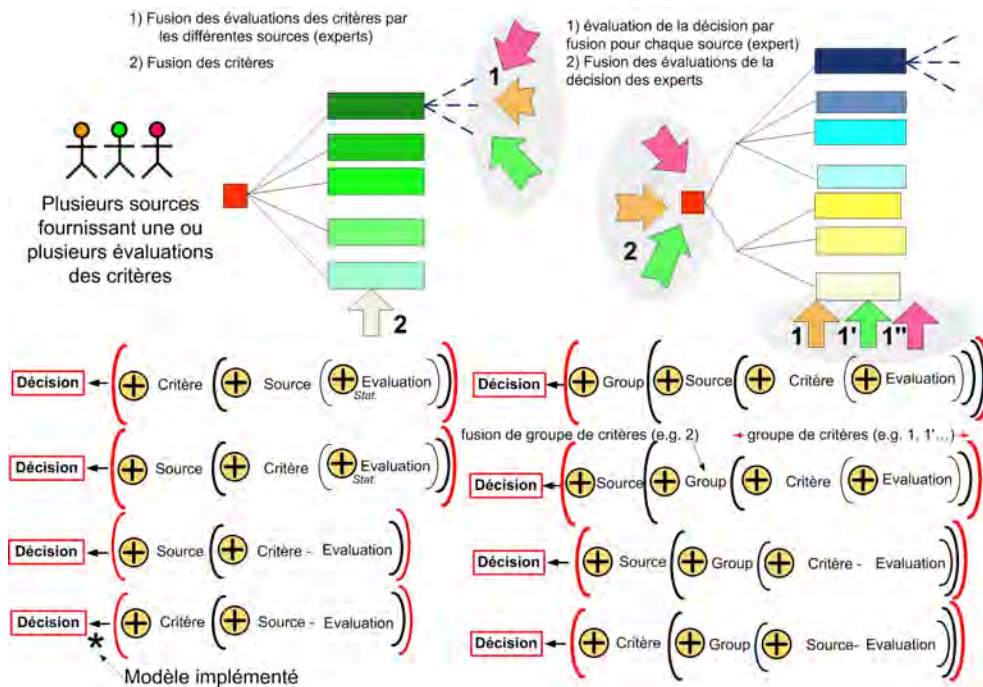 1) Fusion des évaluations des critères par
les différentes sources (experts)
2) Fusion des critères
1
Plusieurs sources
fournissant une ou
plusieurs évaluations
des critères
2
1) évaluation de la décision par
fusion pour chaque source (expert)
2) Fusion des évaluations de la
décision des experts
2
1 1' 1"
Décision Critère Source Evaluation
Stat.
Décision Source Critère Evaluation
Stat.
Décision Source Critère - Evaluation
Décision Critère Source - Evaluation
*
Modèle implémenté
Décision Group Source Critère Evaluation
fusion de groupe de critères (e.g. 2) groupe de critères (e.g. 1, 1'...)
Décision Source Group Critère Evaluation
Décision Source Group Critère - Evaluation
Décision Critère Group Source- Evaluation